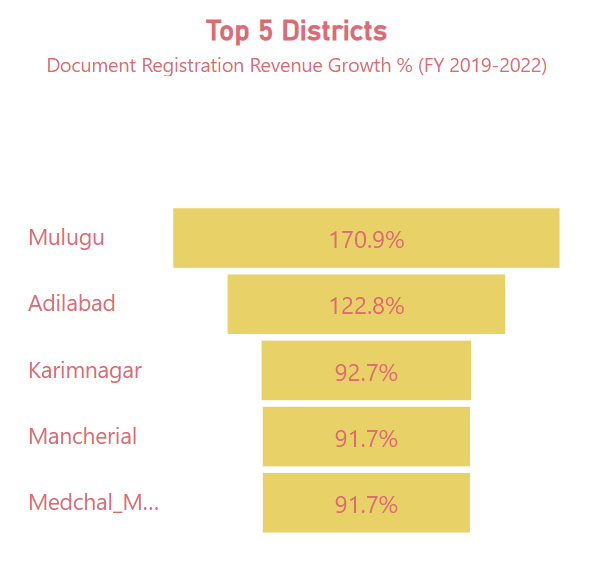 Top 5 Districts
Document Registration Revenue Growth % (FY 2019-2022)
Mulugu 170.9%
Adilabad 122.8%
Karimnagar 92.7%
Mancherial 91.7%
Medchal_M... 91.7%